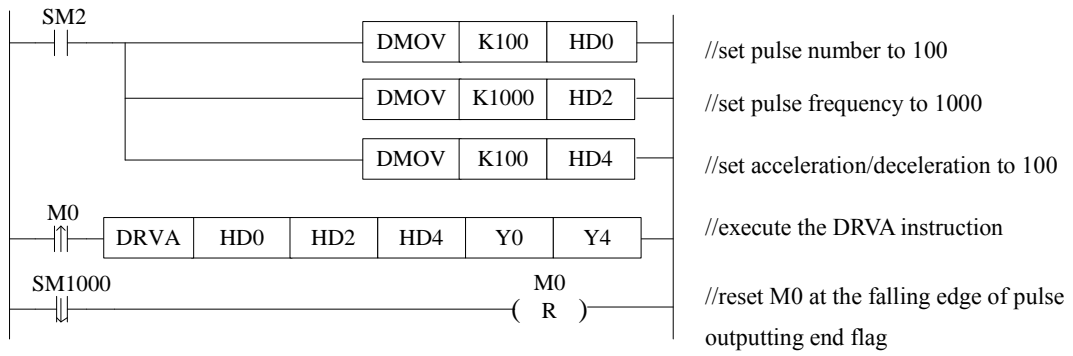 SM2
DMOV K100 HD0
//set pulse number to 100
DMOV K1000 HD2
//set pulse frequency to 1000
DMOV K100 HD4
//set acceleration/deceleration to 100
M0
DRVA HD0 HD2 HD4 Y0 Y4
//execute the DRVA instruction
SM1000
M0
( R )
//reset M0 at the falling edge of pulse
outputting end flag